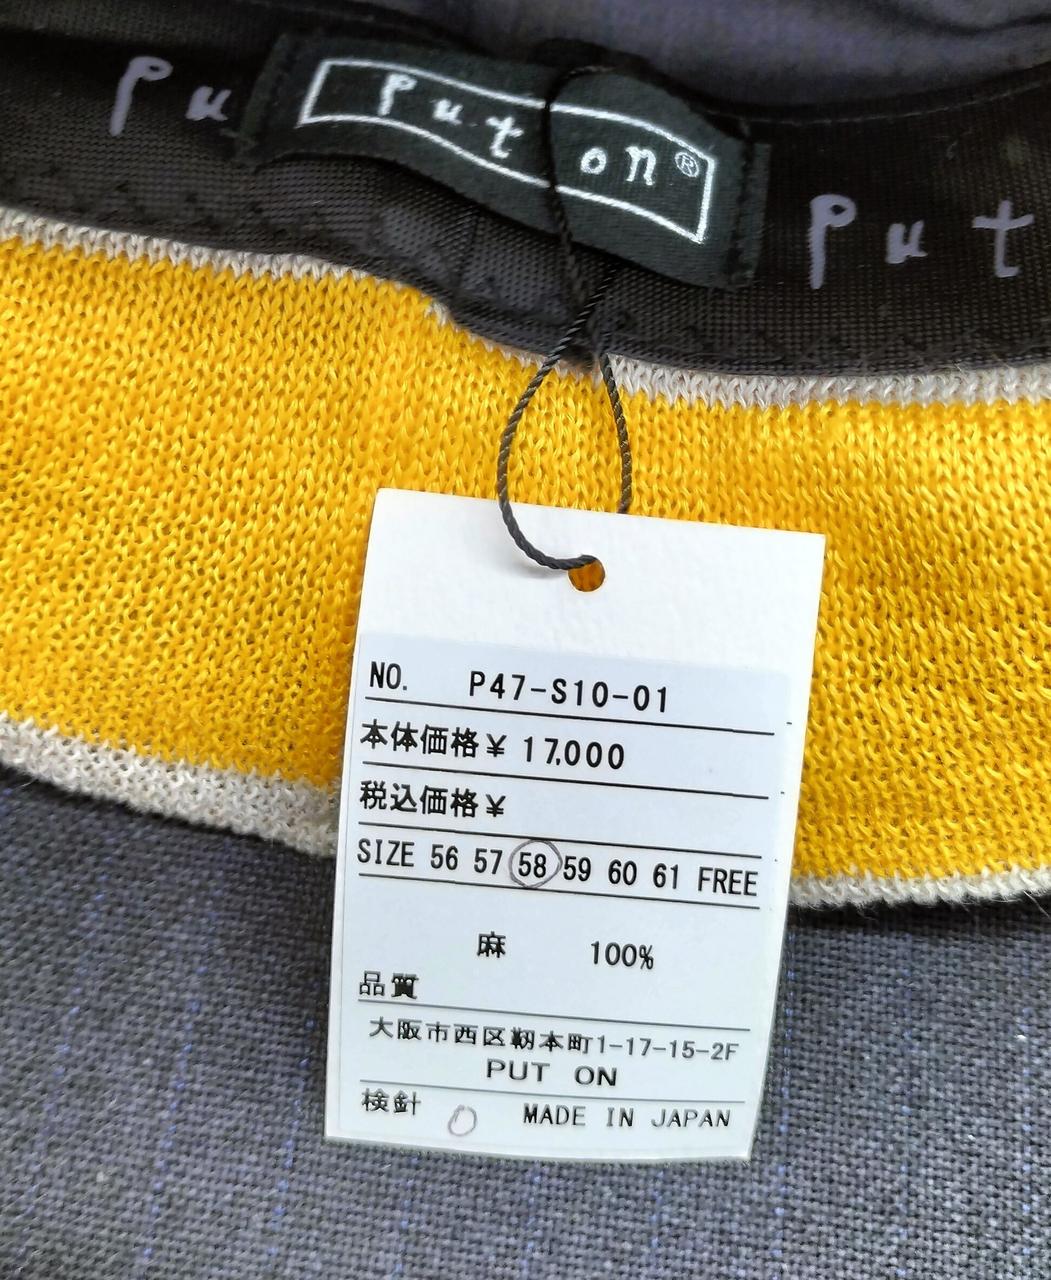 Pu
Put on®
Put
NO. P47-S10-01
本体価格¥ 17,000
税込価格¥
SIZE 56 57 58 59 60 61 FREE
麻 100%
品質
大阪市西区靭本町1-17-15-2F
PUT ON
検針 MADE IN JAPAN